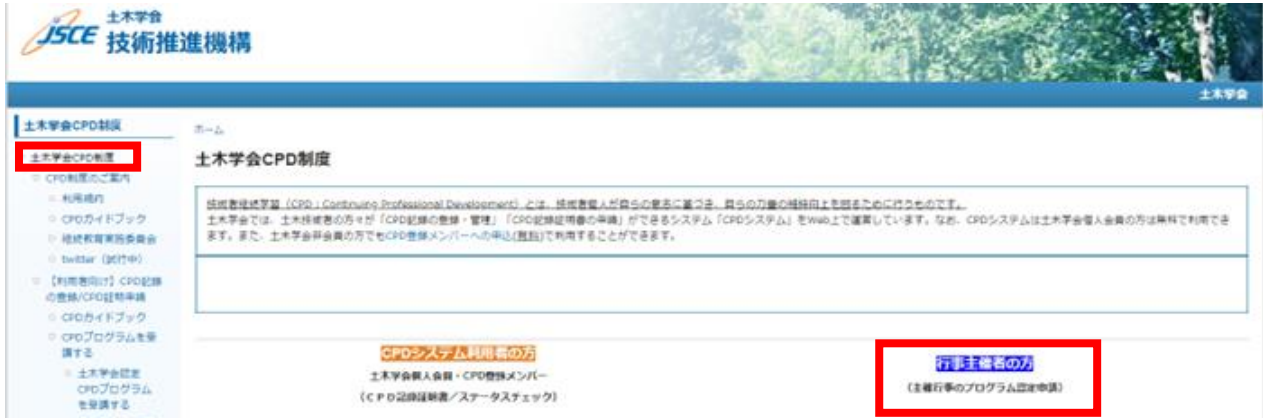 JSCE 土木学会
技術推進機構
土木学会
土木学会CPD制度
土木学会CPD制度
CPD制度のご案内
利用規約
CPDガイドブック
継続教育実施委員会
twitter（試行中）
【利用者向け】CPD記録
の登録/CPD証明申請
CPDガイドブック
CPDプログラムを受
講する
土木学会認定
CPDプログラム
を受講する
ホーム
土木学会CPD制度
技術者継続学習（CPD：Continuing Professional Development）とは、技術者個人が自らの意志に基づき、自らの力量の維持向上を図るために行うものです。
土木学会では、土木技術者の方々が「CPD記録の登録・管理」「CPD記録証明書の申請」ができるシステム「CPDシステム」をWeb上で運営しています。なお、CPDシステムは土木学会個人会員の方は無料で利用でき
ます。また、土木学会非会員の方でもCPD登録メンバーへの申込(有料)で利用することができます。
CPDシステム利用者の方
土木学会個人会員・CPD登録メンバー
（ＣＰＤ記録証明書／ステータスチェック）
行事主催者の方
（主催行事のプログラム認定申請）